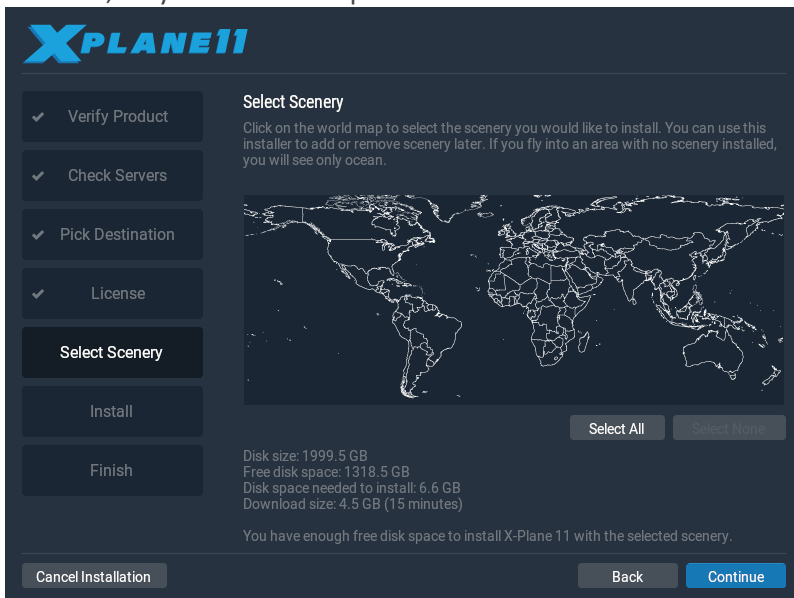 XPLANE11
Verify Product
Check Servers
Pick Destination
License
Select Scenery
Install
Finish
Select Scenery
Click on the world map to select the scenery you would like to install. You can use this
installer to add or remove scenery later. If you fly into an area with no scenery installed,
you will see only ocean.
Select All
Select None
Disk size: 1999.5 GB
Free disk space: 1318.5 GB
Disk space needed to install: 6.6 GB
Download size: 4.5 GB (15 minutes)
You have enough free disk space to install X-Plane 11 with the selected scenery.
Cancel Installation
Back
Continue